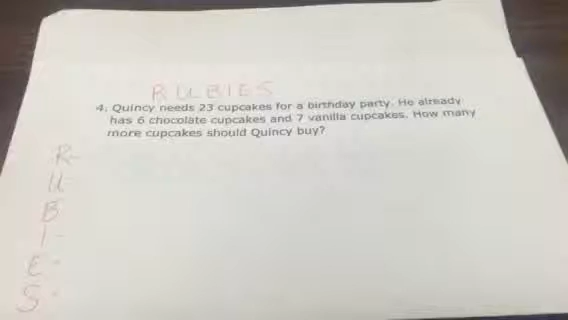 RUBIES
4. Quincy needs 23 cupcakes for a birthday party. He already
has 6 chocolate cupcakes and 7 vanilla cupcakes. How many
more cupcakes should Quincy buy?
R-
U
B
I-
E-
S-